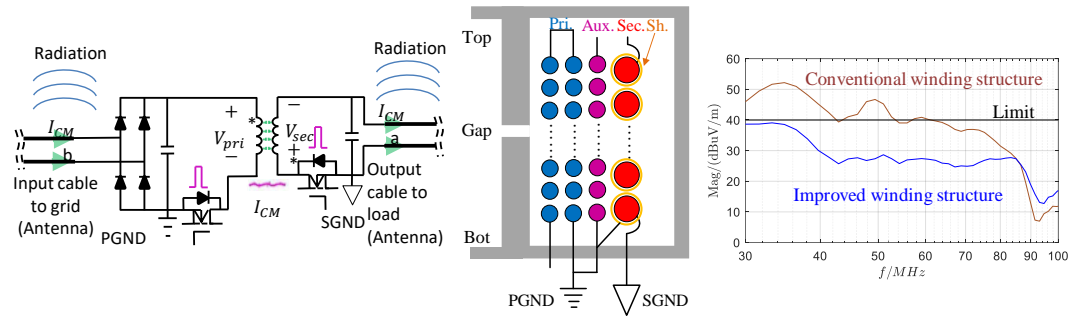 Radiation
Radiation
I_CM
b
Input cable
to grid
(Antenna)
PGND
+
V_pri
−
*
I_CM
−
V_sec
+
*
SGND
I_CM
a
Output
cable to
load
(Antenna)
Top
Gap
Bot
Pri.
Aux.
Sec.
Sh.
PGND
SGND
Conventional winding structure
Limit
Improved winding structure
Mag/(dBuV/m)
60
50
40
30
20
10
0
30
40
50
60
70
80
90
100
f/MHz